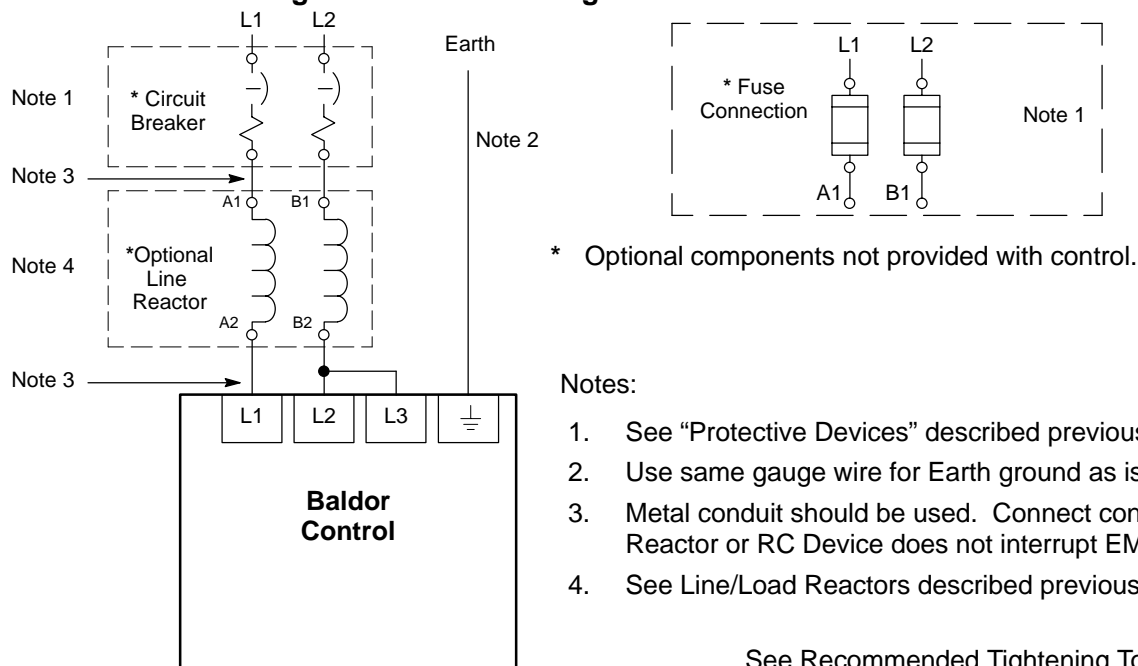 L1 L2
Earth
Note 1
* Circuit
Breaker
Note 2
Note 3
A1 B1
Note 4
*Optional
Line
Reactor
A2 B2
Note 3
L1 L2 L3
Baldor
Control
L1 L2
* Fuse
Connection
Note 1
A1 B1
* Optional components not provided with control.
Notes:
1. See “Protective Devices” described previous
2. Use same gauge wire for Earth ground as is
3. Metal conduit should be used. Connect con
Reactor or RC Device does not interrupt EM
4. See Line/Load Reactors described previous
See Recommended Tightening To